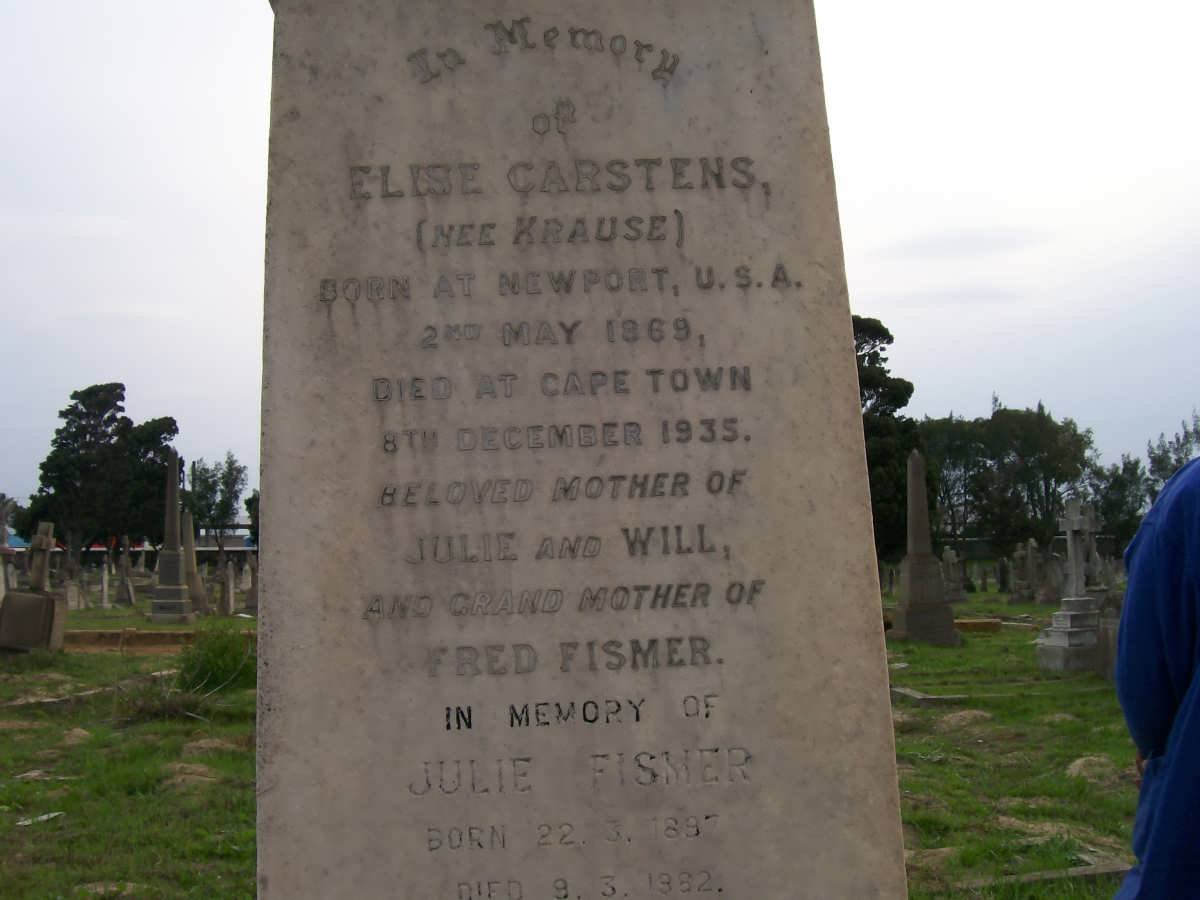 In Memory
of
ELISE CARSTENS,
(NEE KRAUSE)
BORN AT NEWPORT, U.S.A.
2ND MAY 1869,
DIED AT CAPE TOWN
8TH DECEMBER 1935.
BELOVED MOTHER OF
JULIE AND WILL,
AND GRAND MOTHER OF
FRED FISMER.
IN MEMORY OF
JULIE FISMER
BORN 22.3.1897
DIED 9.3.1982.